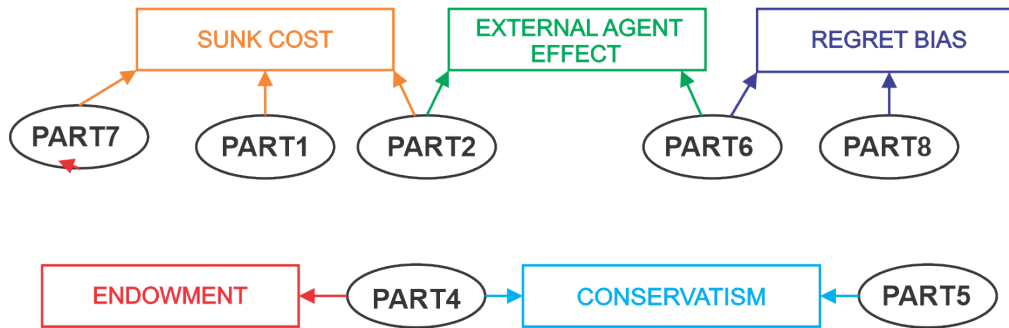 SUNK COST
EXTERNAL AGENT
EFFECT
REGRET BIAS
PART7
PART1
PART2
PART6
PART8
ENDOWMENT
PART4
CONSERVATISM
PART5